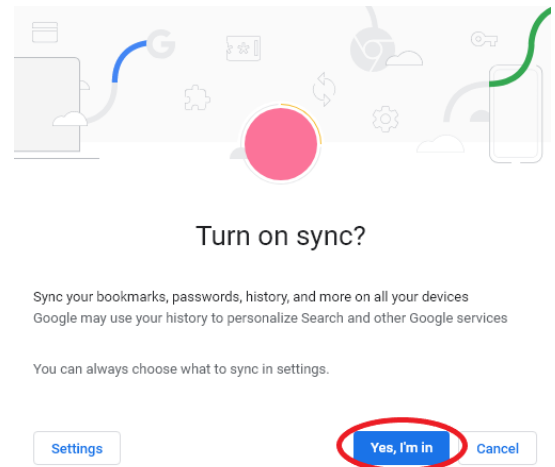 Turn on sync?
Sync your bookmarks, passwords, history, and more on all your devices
Google may use your history to personalize Search and other Google services
You can always choose what to sync in settings.
Settings
Yes, I'm in
Cancel